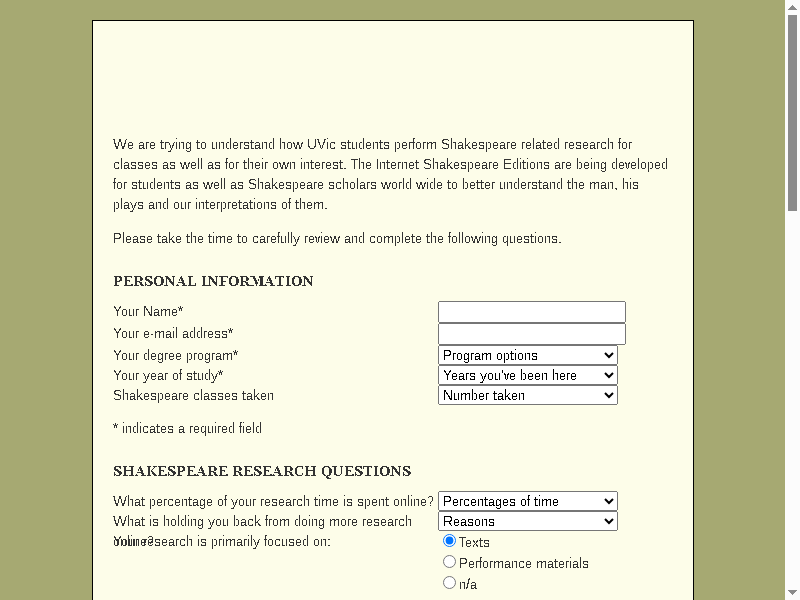 We are trying to understand how UVic students perform Shakespeare related research for
classes as well as for their own interest. The Internet Shakespeare Editions are being developed
for students as well as Shakespeare scholars world wide to better understand the man, his
plays and our interpretations of them.
Please take the time to carefully review and complete the following questions.
PERSONAL INFORMATION
Your Name*
Your e-mail address*
Your degree program* Program options
Your year of study* Years you've been here
Shakespeare classes taken Number taken
* indicates a required field
SHAKESPEARE RESEARCH QUESTIONS
What percentage of your research time is spent online? Percentages of time
What is holding you back from doing more research Reasons
online?
Your research is primarily focused on: Texts
Performance materials
n/a